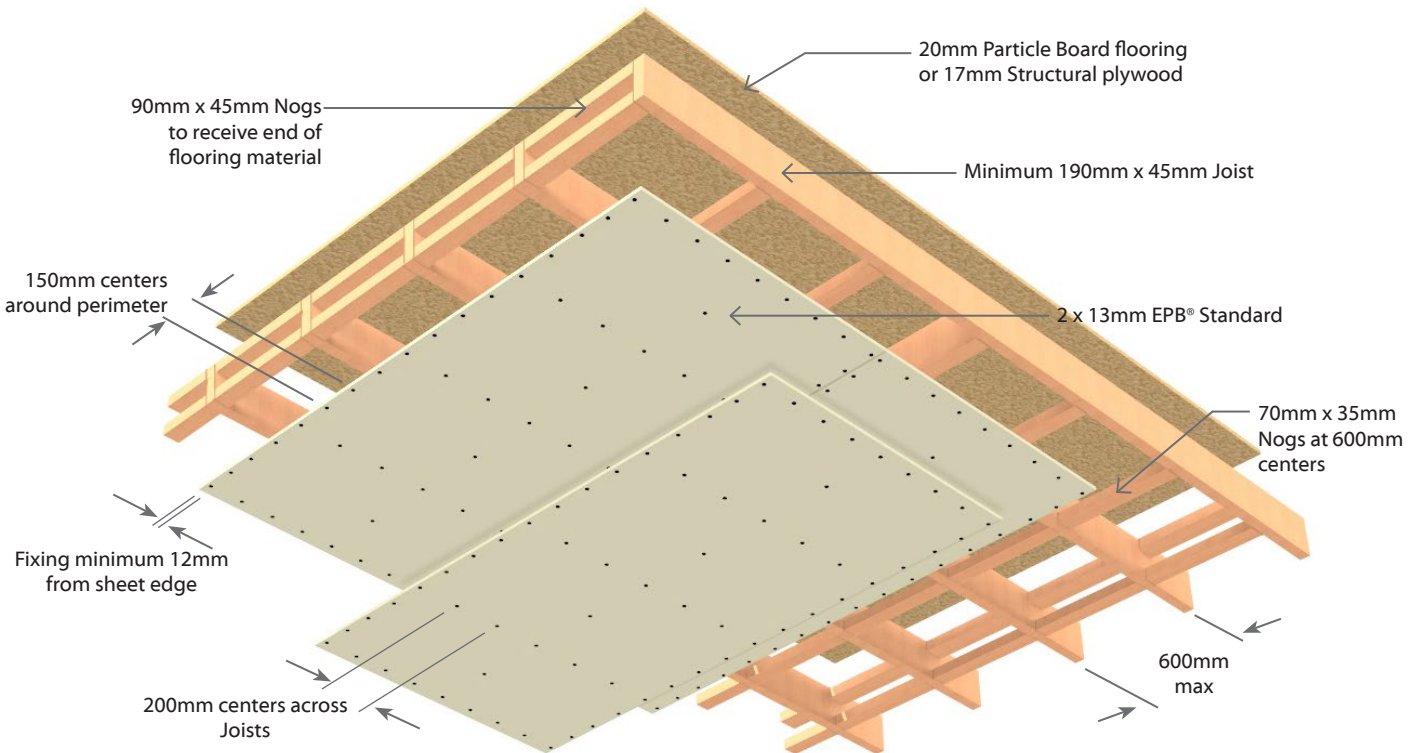 20mm Particle Board flooring
or 17mm Structural plywood
90mm x 45mm Nogs
to receive end of
flooring material
Minimum 190mm x 45mm Joist
150mm centers
around perimeter
2 x 13mm EPB® Standard
70mm x 35mm
Nogs at 600mm
centers
Fixing minimum 12mm
from sheet edge
600mm
max
200mm centers across
Joists